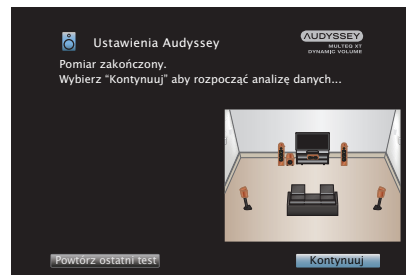 Ustawienia Audyssey
AUDYSSEY
MULTEQ XT
DYNAMIC VOLUME
Pomiar zakończony.
Wybierz “Kontynuuj” aby rozpocząć analizę danych...
Powtórz ostatni test
Kontynuuj